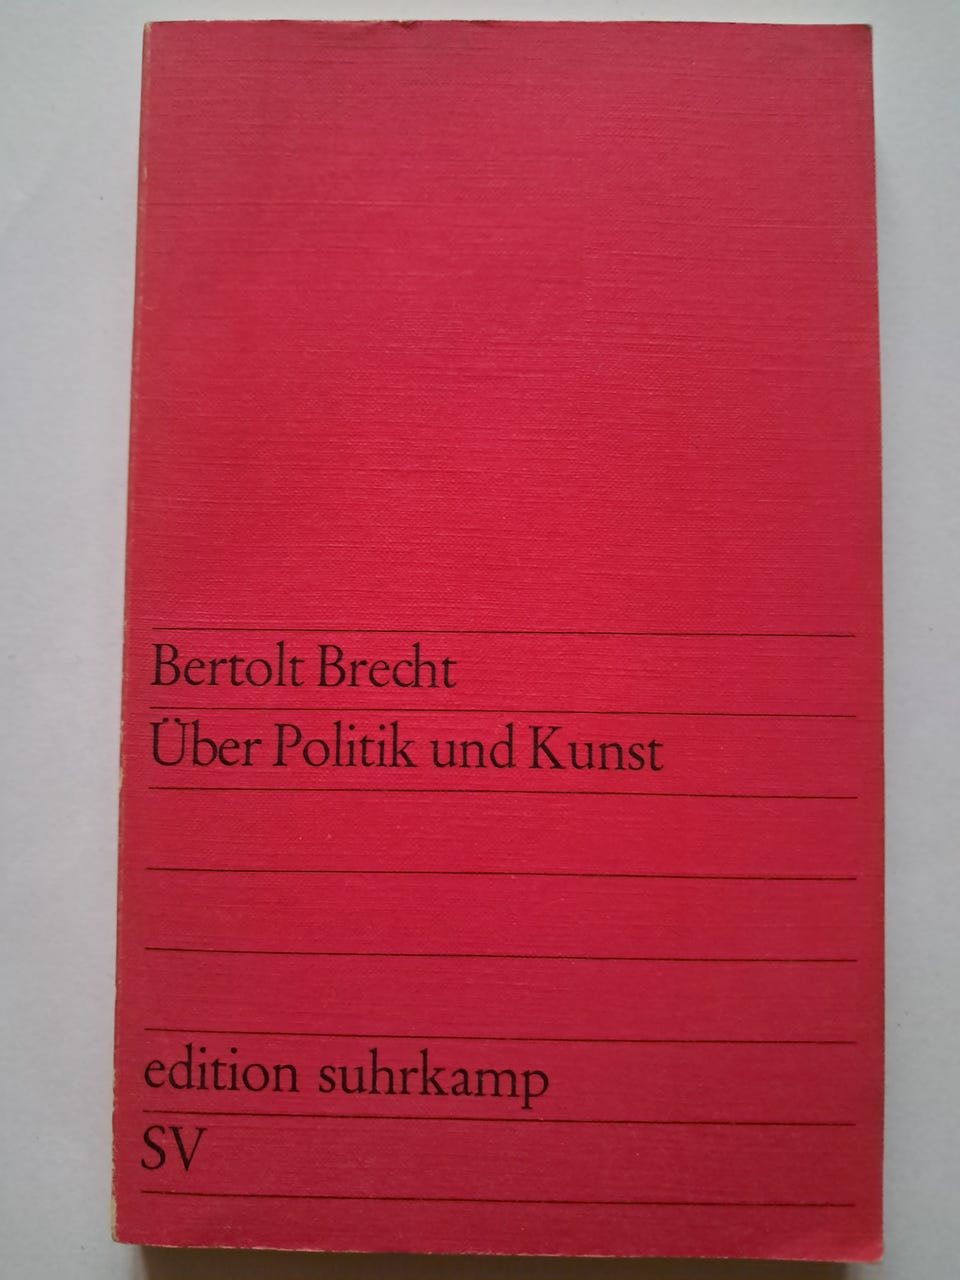 Bertolt Brecht
Über Politik und Kunst
edition suhrkamp
SV